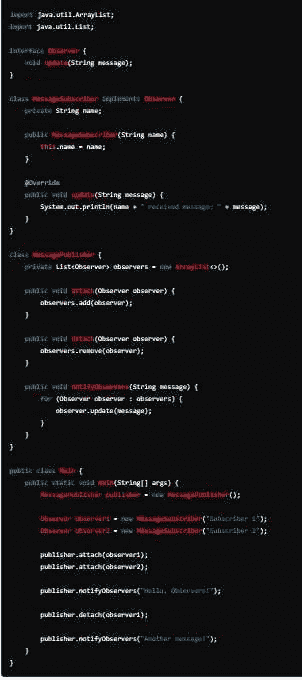 import java.util.ArrayList;
import java.util.List;

interface Observer {
    void update(String message);
}

class MessageSubscriber implements Observer {
    private String name;

    public MessageSubscriber(String name) {
        this.name = name;
    }

    @Override
    public void update(String message) {
        System.out.println(name + " received message: " + message);
    }
}

class MessagePublisher {
    private List<Observer> observers = new ArrayList<>();

    public void attach(Observer observer) {
        observers.add(observer);
    }

    public void (Observer observer) {
        observers.remove(observer);
    }

    public void notifyObservers(String message) {
        for (Observer observer : observers) {
            observer.update(message);
        }
    }
}

public class Main {
    public static void main(String[] args) {
        MessagePublisher publisher = new MessagePublisher();

        Observer observer1 = new MessageSubscriber("Subscriber 1");
        Observer observer2 = new MessageSubscriber("Subscriber 2");

        publisher.attach(observer1);
        publisher.attach(observer2);

        publisher.notifyObservers("Hello, Observers!");

        publisher.detach(observer1);

        publisher.notifyObservers("Another message!");
    }
}